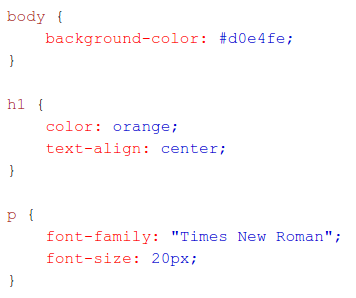 body {
    background-color: #d0e4fe;
}

h1 {
    color: orange;
    text-align: center;
}

p {
    font-family: "Times New Roman";
    font-size: 20px;
}